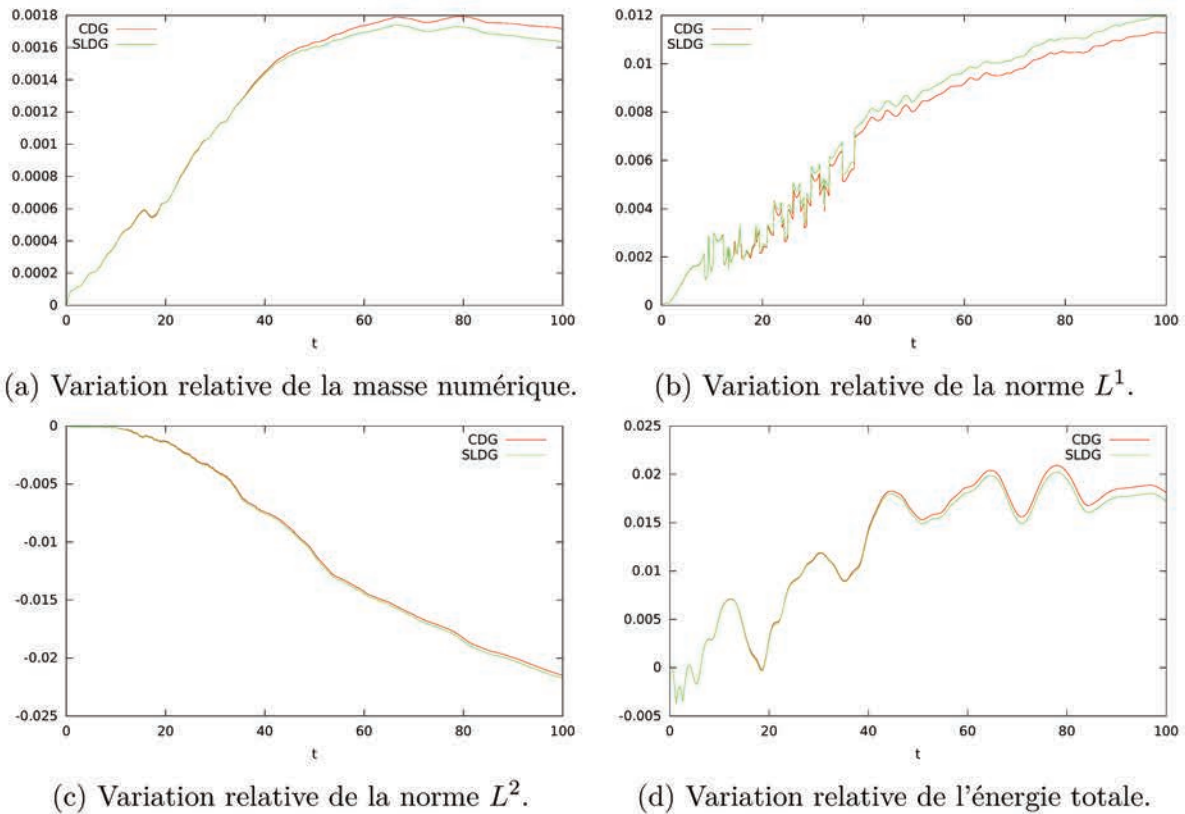 0.0018
0.0016
0.0014
0.0012
0.001
0.0008
0.0006
0.0004
0.0002
0
CDG
SLDG
0 20 40 60 80 100
t
(a) Variation relative de la masse numérique.
0.012
0.01
0.008
0.006
0.004
0.002
0
CDG
SLDG
0 20 40 60 80 100
t
(b) Variation relative de la norme L¹.
0
-0.005
-0.01
-0.015
-0.02
-0.025
CDG
SLDG
0 20 40 60 80 100
t
(c) Variation relative de la norme L².
0.025
0.02
0.015
0.01
0.005
0
-0.005
CDG
SLDG
0 20 40 60 80 100
t
(d) Variation relative de l'énergie totale.